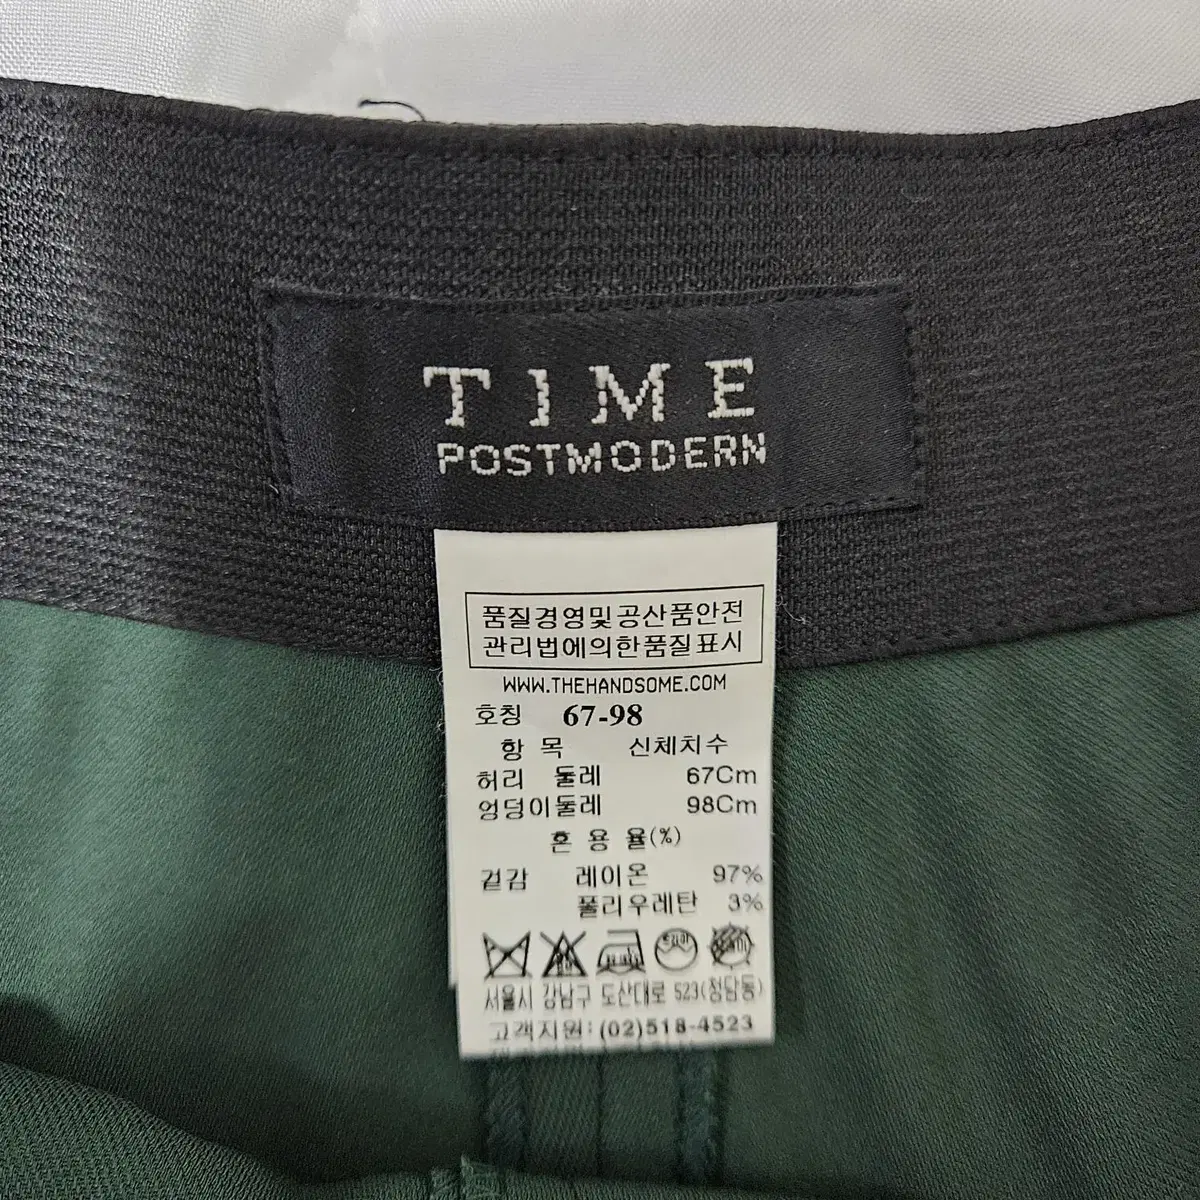 TIME
POSTMODERN
품질경영및공산품안전
관리법에의한품질표시
WWW.THEHANDSOME.COM
호칭 67-98
항 목 신체치수
허리 둘레 67Cm
엉덩이둘레 98Cm
혼 용 율(%)
겉감 레이온 97%
폴리우레탄 3%
서울시 강남구 도산대로 523(청담동)
고객지원:(02)518-4523